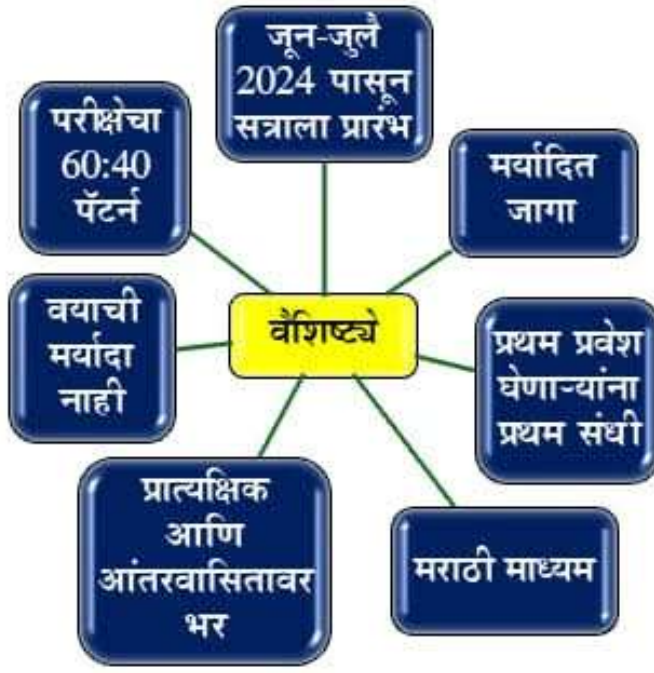 जून-जुलै
2024 पासून
सत्राला प्रारंभ
परीक्षेचा
60:40
पॅटर्न
मर्यादित
जागा
वयाची
मर्यादा
नाही
वैशिष्ट्ये
प्रथम प्रवेश
घेणाऱ्यांना
प्रथम संधी
प्रात्यक्षिक
आणि
आंतरवासितावर
भर
मराठी माध्यम